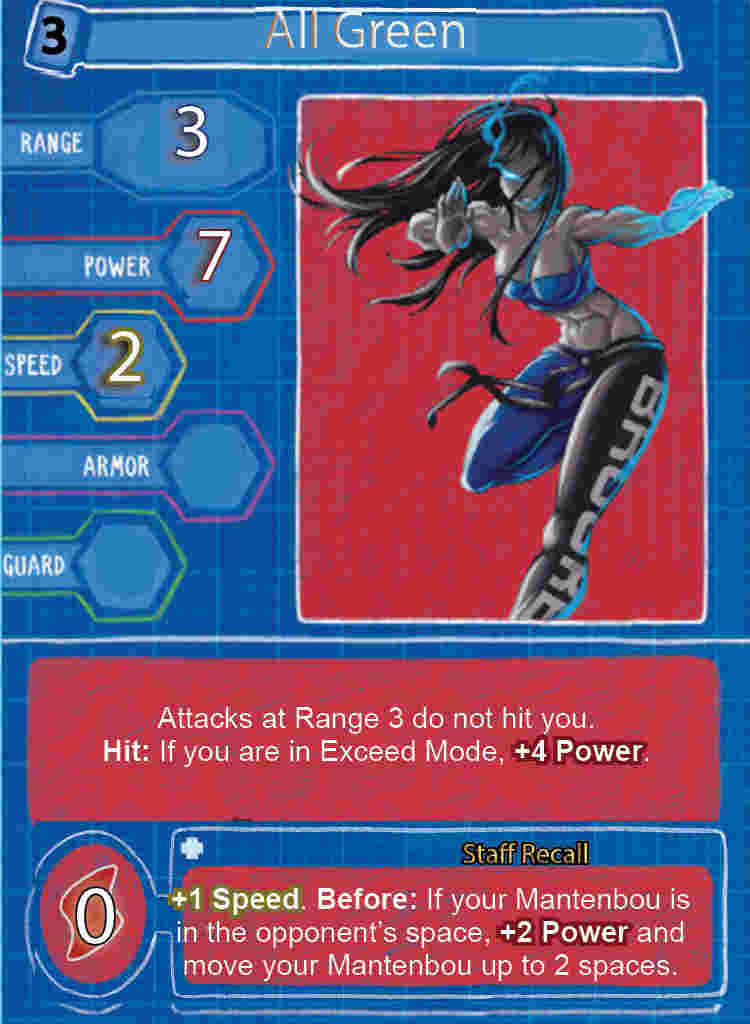 3
All Green
RANGE 3
POWER 7
SPEED 2
ARMOR
GUARD
Attacks at Range 3 do not hit you.
Hit: If you are in Exceed Mode, +4 Power.
Staff Recall
0
+1 Speed. Before: If your Mantenbou is
in the opponent's space, +2 Power and
move your Mantenbou up to 2 spaces.